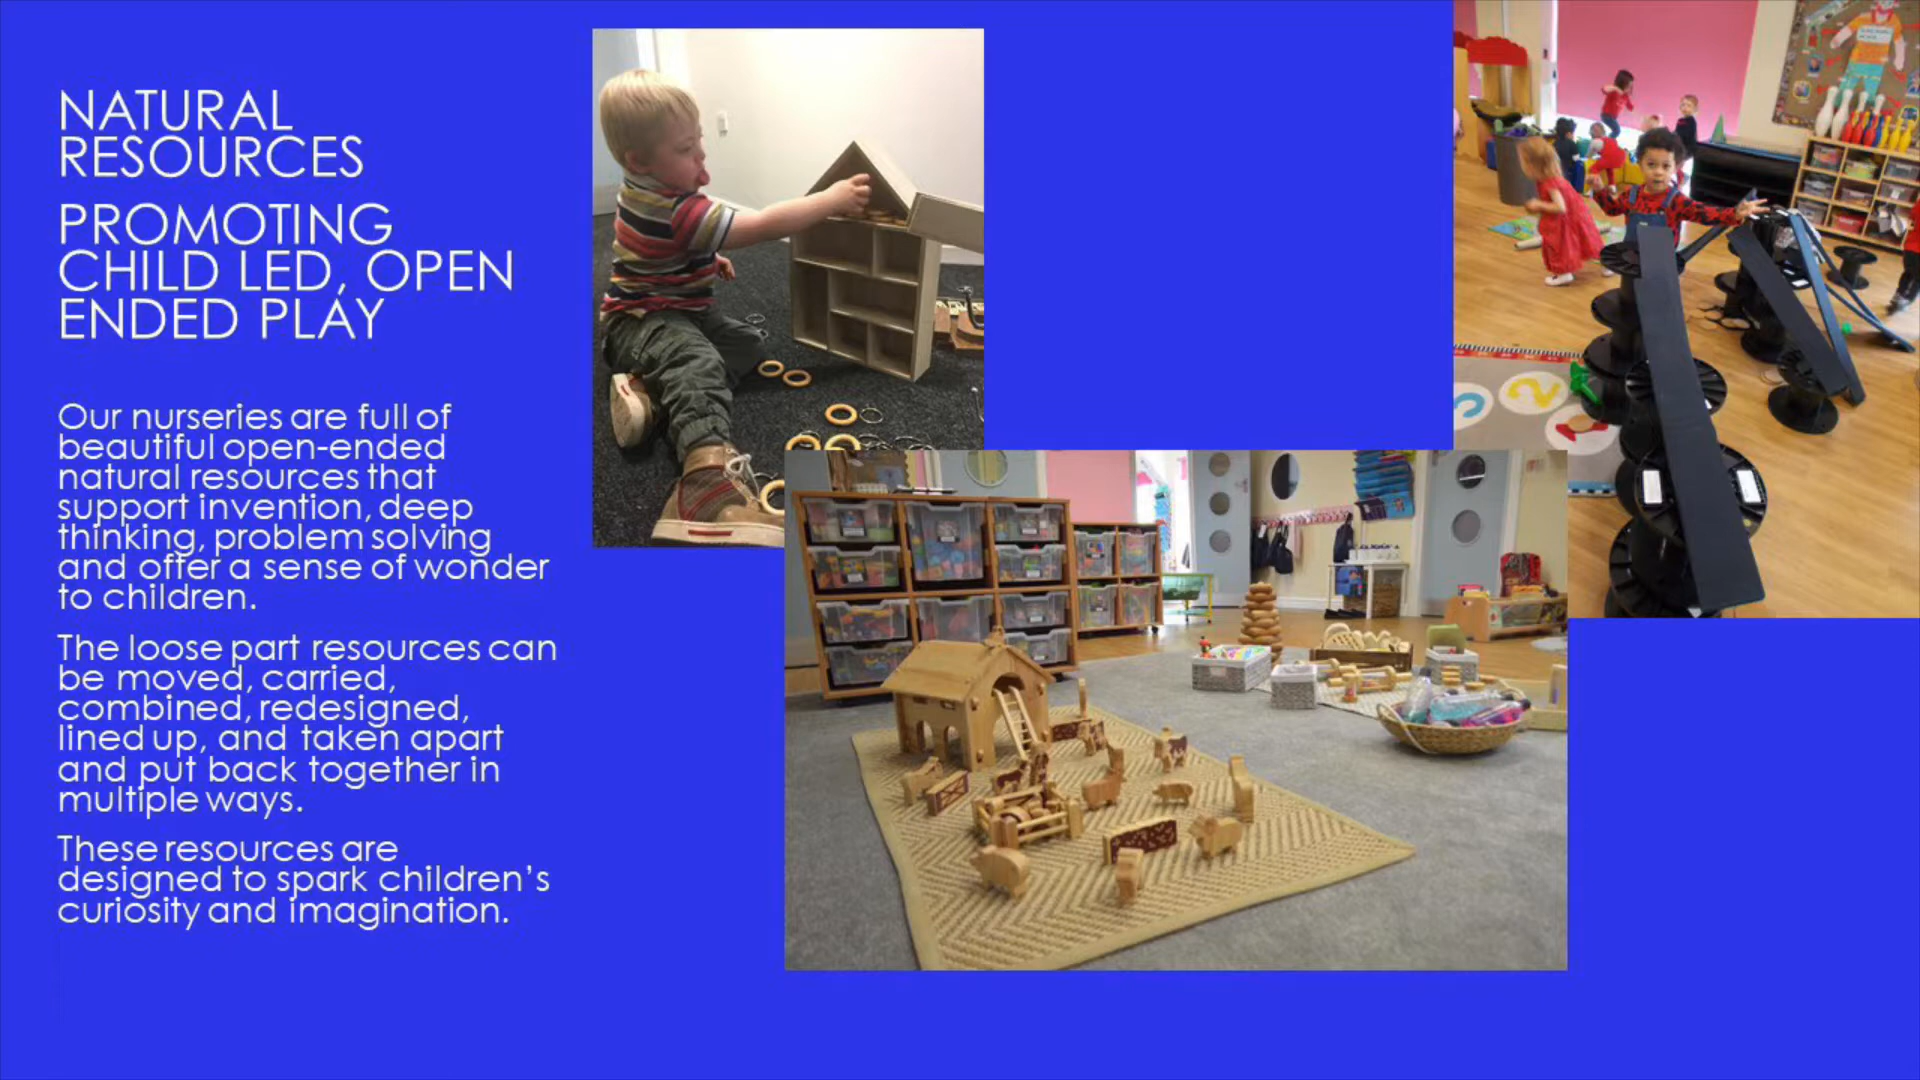 NATURAL
RESOURCES
PROMOTING
CHILD LED, OPEN
ENDED PLAY
Our nurseries are full of
beautiful open-ended
natural resources that
support invention, deep
thinking, problem solving
and offer a sense of wonder
to children.
The loose part resources can
be moved, carried,
combined, redesigned,
lined up, and taken apart
and put back together in
multiple ways.
These resources are
designed to spark children's
curiosity and imagination.
2
1